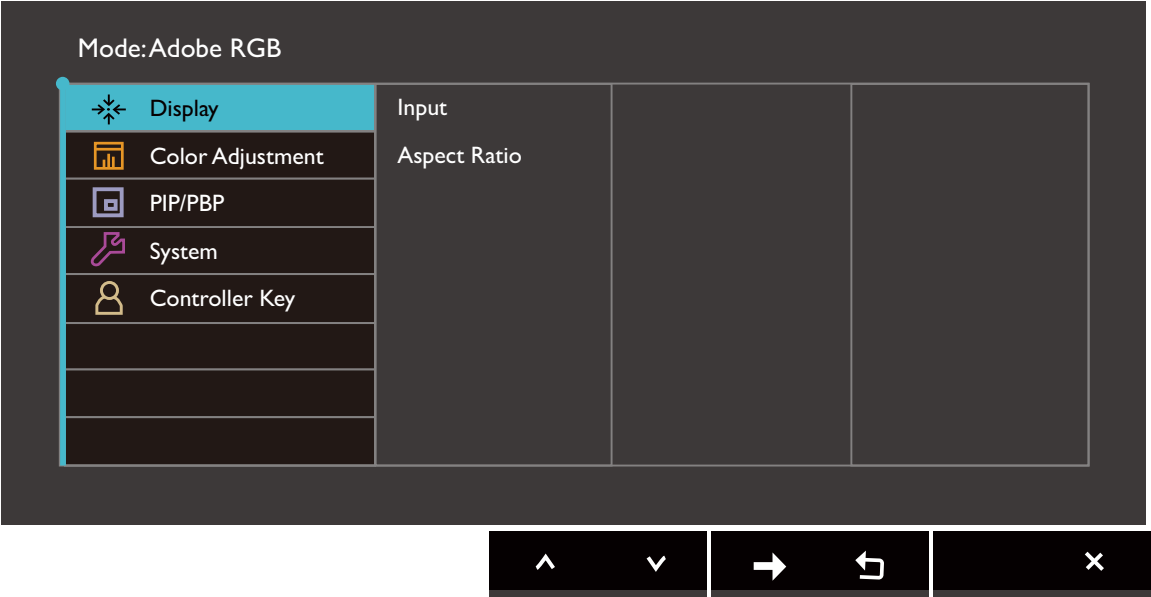 Mode: Adobe RGB
Display
Input
Color Adjustment
Aspect Ratio
PIP/PBP
System
Controller Key